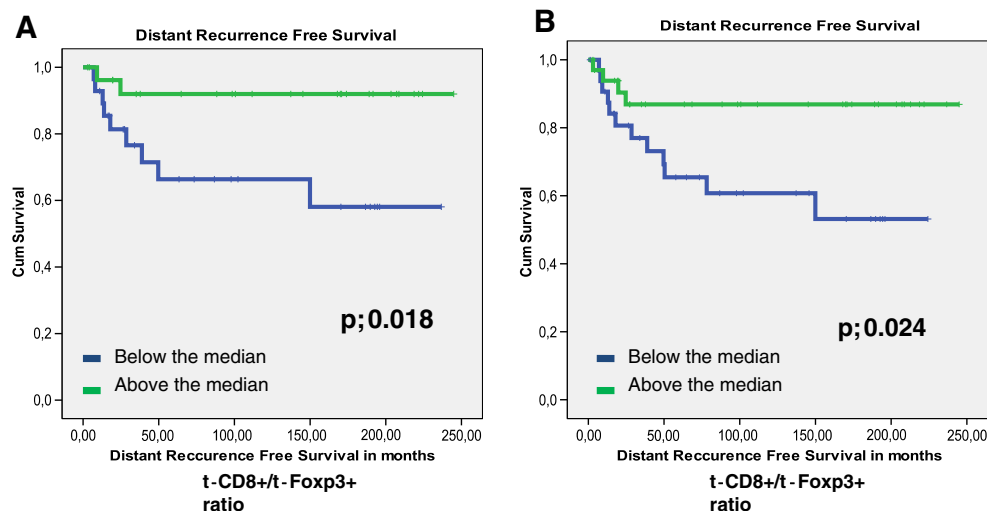 A
Distant Recurrence Free Survival
Cum Survival
1,0
0,8
0,6
0,4
0,2
0,0
p;0.018
Below the median
Above the median
0,00 50,00 100,00 150,00 200,00 250,00
Distant Reccurence Free Survival in months
t-CD8+/t-Foxp3+
ratio
B
Distant Recurrence Free Survival
Cum Survival
1,0
0,8
0,6
0,4
0,2
0,0
p;0.024
Below the median
Above the median
0,00 50,00 100,00 150,00 200,00 250,00
Distant Reccurence Free Survival in months
t-CD8+/t-Foxp3+
ratio